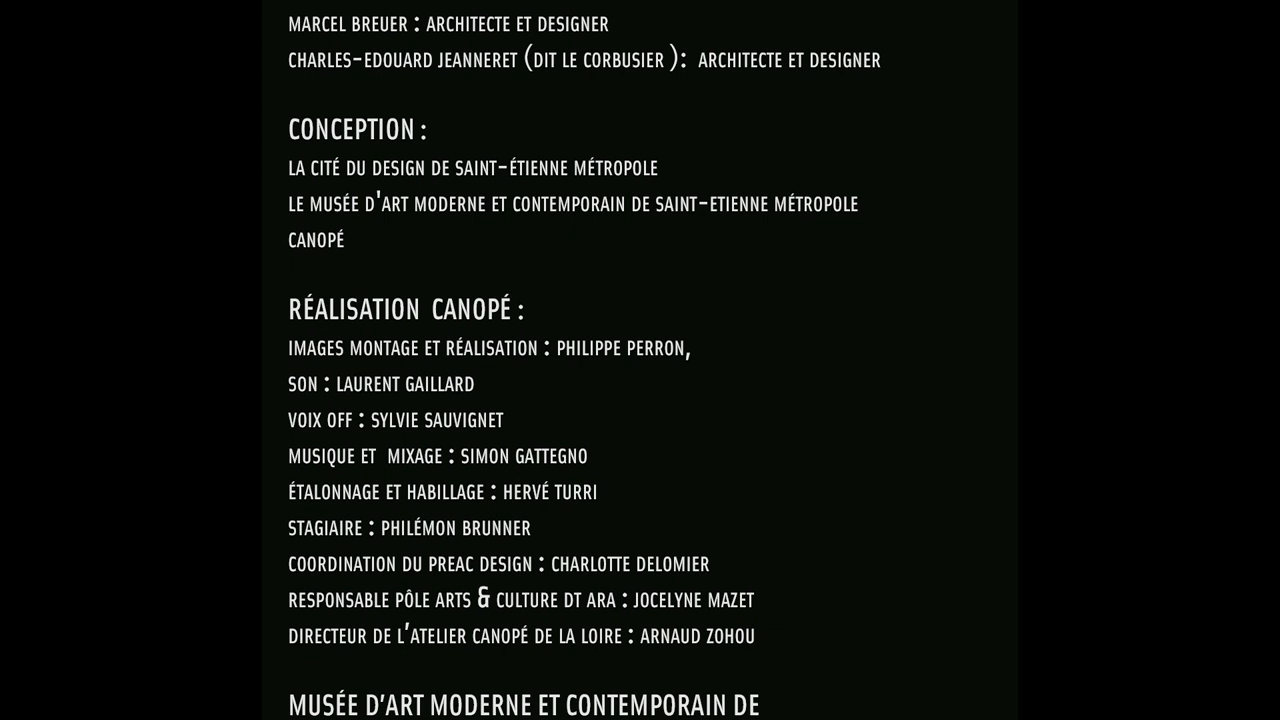 MARCEL BREUER : ARCHITECTE ET DESIGNER
CHARLES-EDOUARD JEANNERET (DIT LE CORBUSIER ): ARCHITECTE ET DESIGNER
CONCEPTION :
LA CITÉ DU DESIGN DE SAINT-ÉTIENNE MÉTROPOLE
LE MUSÉE D'ART MODERNE ET CONTEMPORAIN DE SAINT-ETIENNE MÉTROPOLE
CANOPÉ
RÉALISATION CANOPÉ :
IMAGES MONTAGE ET RÉALISATION : PHILIPPE PERRON,
SON : LAURENT GAILLARD
VOIX OFF : SYLVIE SAUVIGNET
MUSIQUE ET MIXAGE : SIMON GATTEGNO
ÉTALONNAGE ET HABILLAGE : HERVÉ TURRI
STAGIAIRE : PHILÉMON BRUNNER
COORDINATION DU PREAC DESIGN : CHARLOTTE DELOMIER
RESPONSABLE PÔLE ARTS & CULTURE DT ARA : JOCELYNE MAZET
DIRECTEUR DE L’ATELIER CANOPÉ DE LA LOIRE : ARNAUD ZOHOU
MUSÉE D’ART MODERNE ET CONTEMPORAIN DE